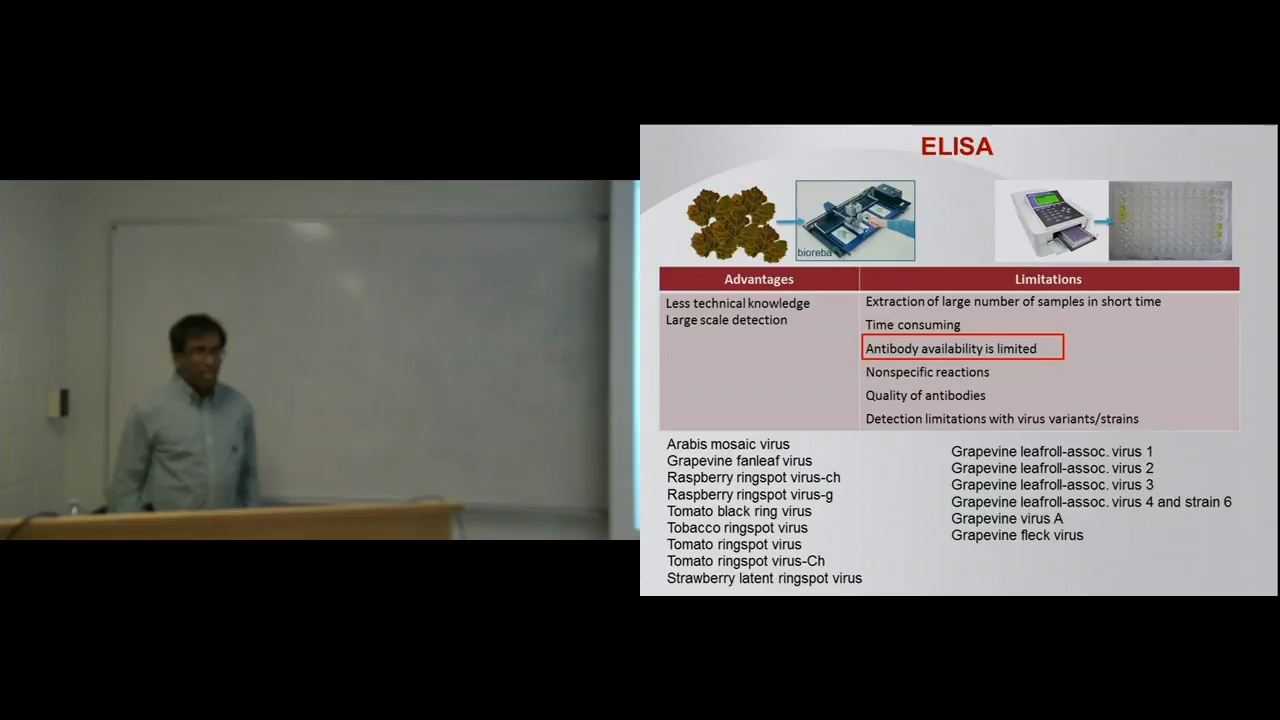 ELISA
bioreba
Advantages
Limitations
Less technical knowledge
Large scale detection
Extraction of large number of samples in short time
Time consuming
Antibody availability is limited
Nonspecific reactions
Quality of antibodies
Detection limitations with virus variants/strains
Arabis mosaic virus
Grapevine fanleaf virus
Raspberry ringspot virus-ch
Raspberry ringspot virus-g
Tomato black ring virus
Tobacco ringspot virus
Tomato ringspot virus
Tomato ringspot virus-Ch
Strawberry latent ringspot virus
Grapevine leafroll-assoc. virus 1
Grapevine leafroll-assoc. virus 2
Grapevine leafroll-assoc. virus 3
Grapevine leafroll-assoc. virus 4 and strain 6
Grapevine virus A
Grapevine fleck virus